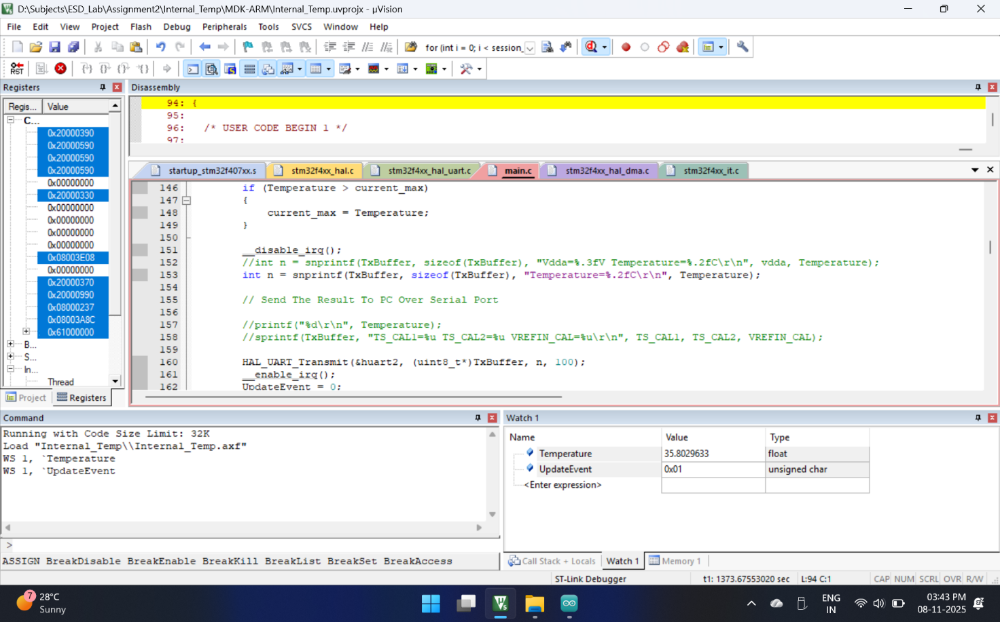 D:\Subjects\ESD_Lab\Assignment2\Internal_Temp\MDK-ARM\Internal_Temp.uvprojx - µVision
File Edit View Project Flash Debug Peripherals Tools SVCS Window Help
for (int i = 0; i < session_
RST
Registers
Regis... Value
C...
0x20000390
0x20000590
0x20000590
0x20000590
0x00000000
0x20000330
0x00000000
0x00000000
0x00000000
0x00000000
0x08003E08
0x00000000
0x20000370
0x20000990
0x08000237
0x08003A8C
0x61000000
B...
S...
In...
Thread
Project Registers
Disassembly
94: {
95:
96: /* USER CODE BEGIN 1 */
97:
startup_stm32f407xx.s stm32f4xx_hal.c stm32f4xx_hal_uart.c main.c stm32f4xx_hal_dma.c stm32f4xx_it.c
146 if (Temperature > current_max)
147 {
148 current_max = Temperature;
149 }
150
151 __disable_irq();
152 //int n = snprintf(TxBuffer, sizeof(TxBuffer), "Vdda=%.3fV Temperature=%.2fC\r\n", vdda, Temperature);
153 int n = snprintf(TxBuffer, sizeof(TxBuffer), "Temperature=%.2fC\r\n", Temperature);
154
155 // Send The Result To PC Over Serial Port
156
157 //printf("%d\r\n", Temperature);
158 //sprintf(TxBuffer, "TS_CAL1=%u TS_CAL2=%u VREFIN_CAL=%u\r\n", TS_CAL1, TS_CAL2, VREFIN_CAL);
159
160 HAL_UART_Transmit(&huart2, (uint8_t*)TxBuffer, n, 100);
161 __enable_irq();
162 UpdateEvent = 0;
Command
Running with Code Size Limit: 32K
Load "Internal_Temp\\Internal_Temp.axf"
WS 1, `Temperature
WS 1, `UpdateEvent
>
ASSIGN BreakDisable BreakEnable BreakKill BreakList BreakSet BreakAccess
Watch 1
Name Value Type
Temperature 35.8029633 float
UpdateEvent 0x01 unsigned char
<Enter expression>
Call Stack + Locals Watch 1 Memory 1
ST-Link Debugger t1: 1373.67553020 sec L:94 C:1 CAP NUM SCRL OVR R/W
7
28°C
Sunny
ENG
IN
03:43 PM
08-11-2025